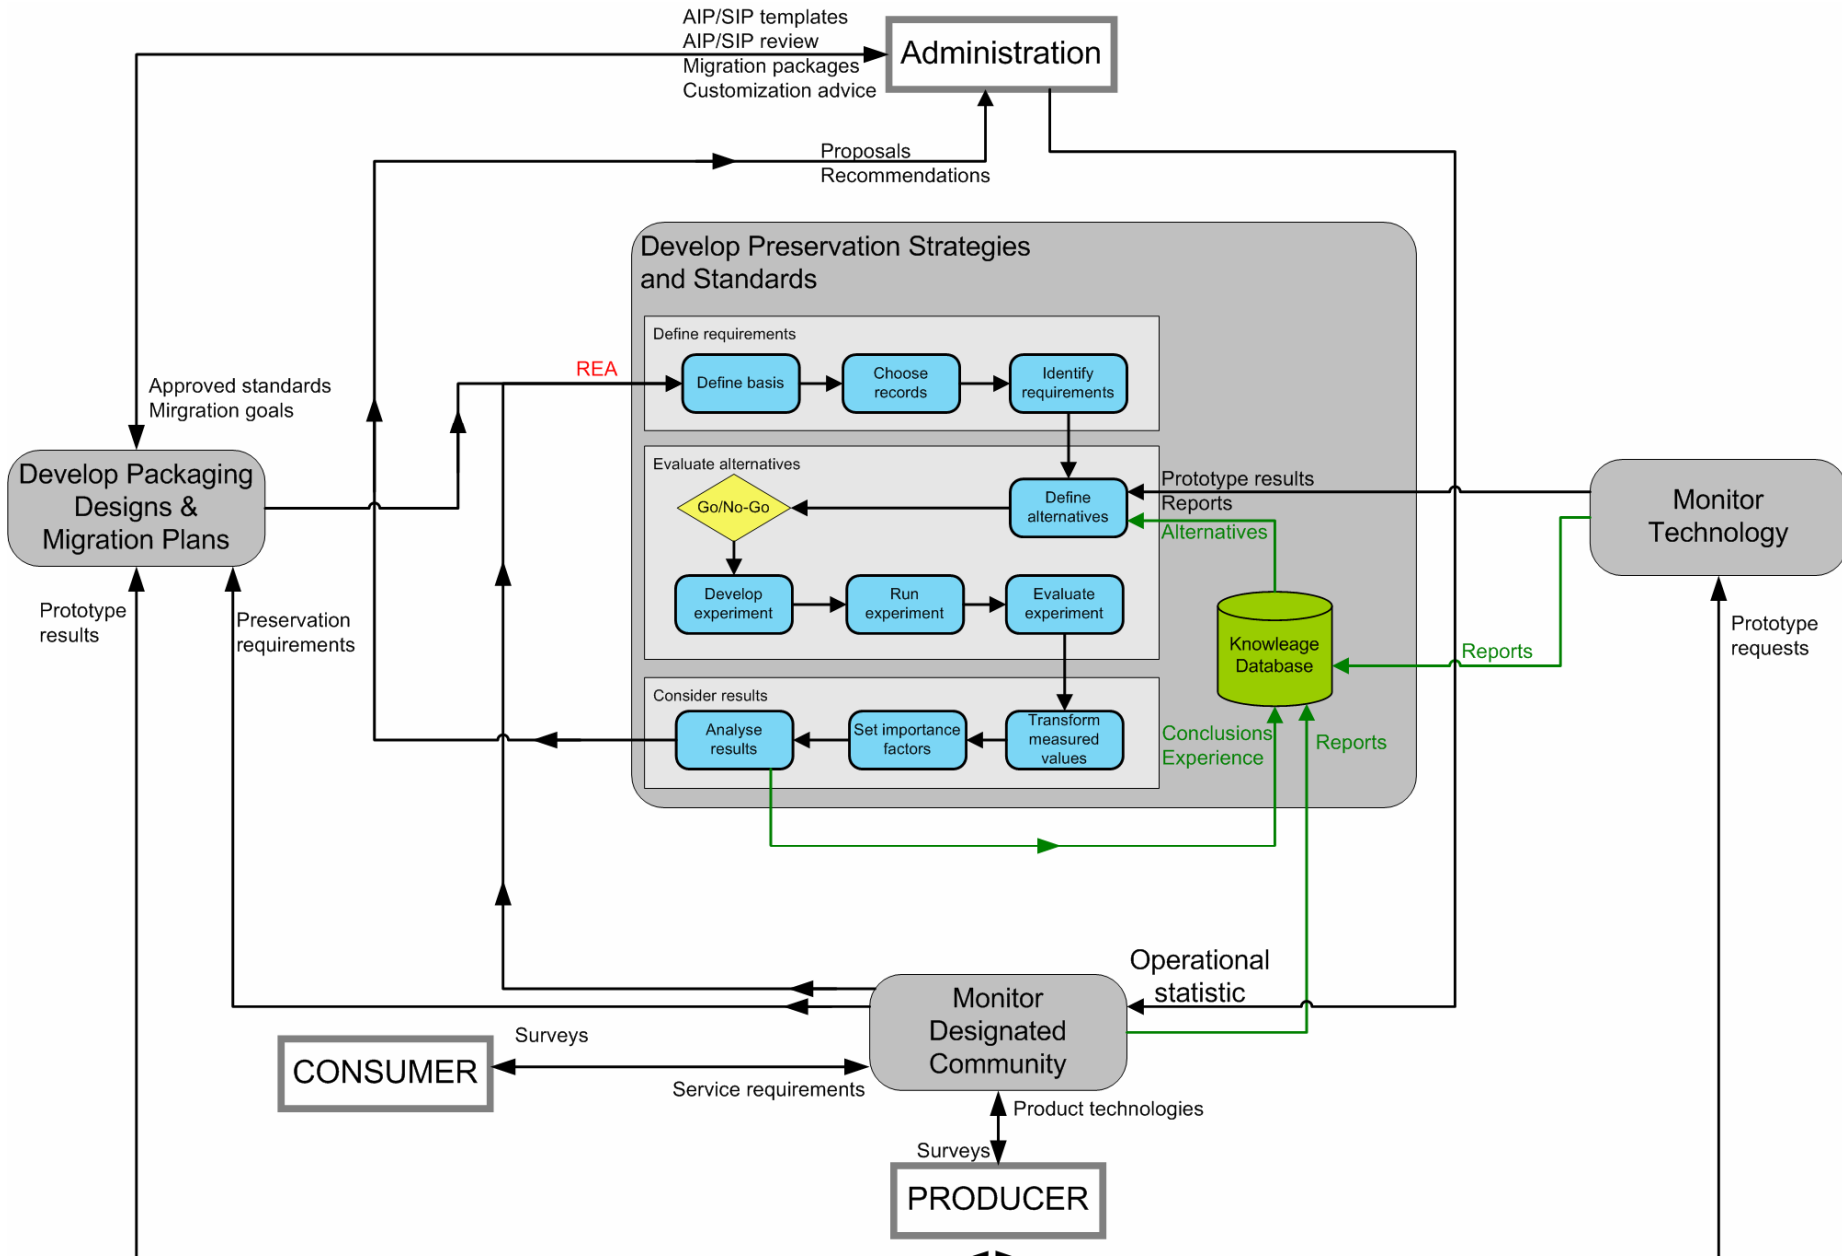 AIP/SIP templates
AIP/SIP review
Migration packages
Customization advice
Administration
Proposals
Recommendations
Develop Preservation Strategies
and Standards
Define requirements
REA
Define basis
Choose
records
Identify
requirements
Approved standards
Mirgration goals
Develop Packaging
Designs &
Migration Plans
Evaluate alternatives
Go/No-Go
Define
alternatives
Prototype results
Reports
Alternatives
Monitor
Technology
Develop
experiment
Run
experiment
Evaluate
experiment
Prototype
results
Preservation
requirements
Knowleage
Database
Reports
Prototype
requests
Consider results
Analyse
results
Set importance
factors
Transform
measured
values
Conclusions
Experience
Reports
Operational
statistic
Monitor
Designated
Community
Surveys
CONSUMER
Service requirements
Product technologies
Surveys
PRODUCER